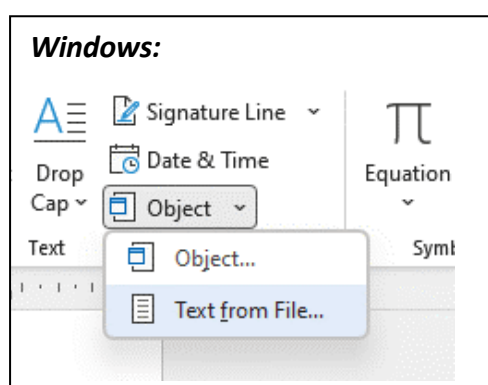 Windows:
Signature Line
Date & Time
Drop
Cap
Object
Equation
Text
Symb
Object...
Text from File...